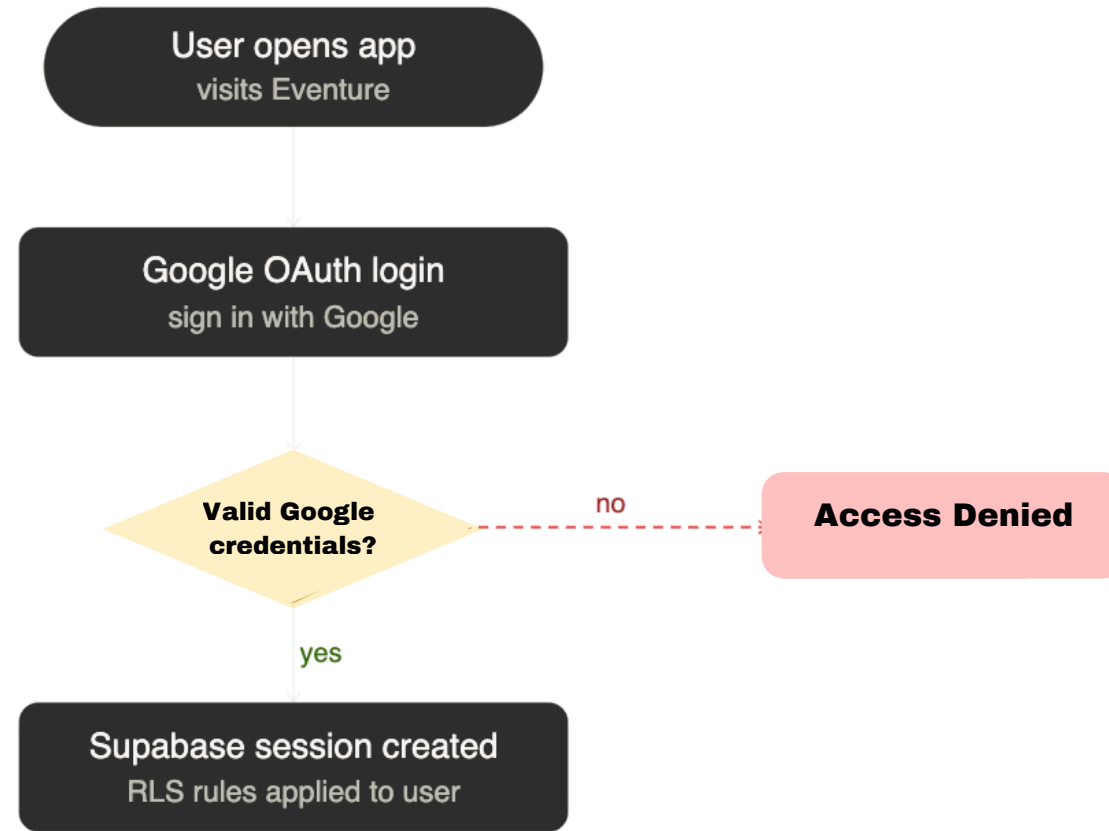 User opens app
visits Eventure
Google OAuth login
sign in with Google
Valid Google
credentials?
no
Access Denied
yes
Supabase session created
RLS rules applied to user